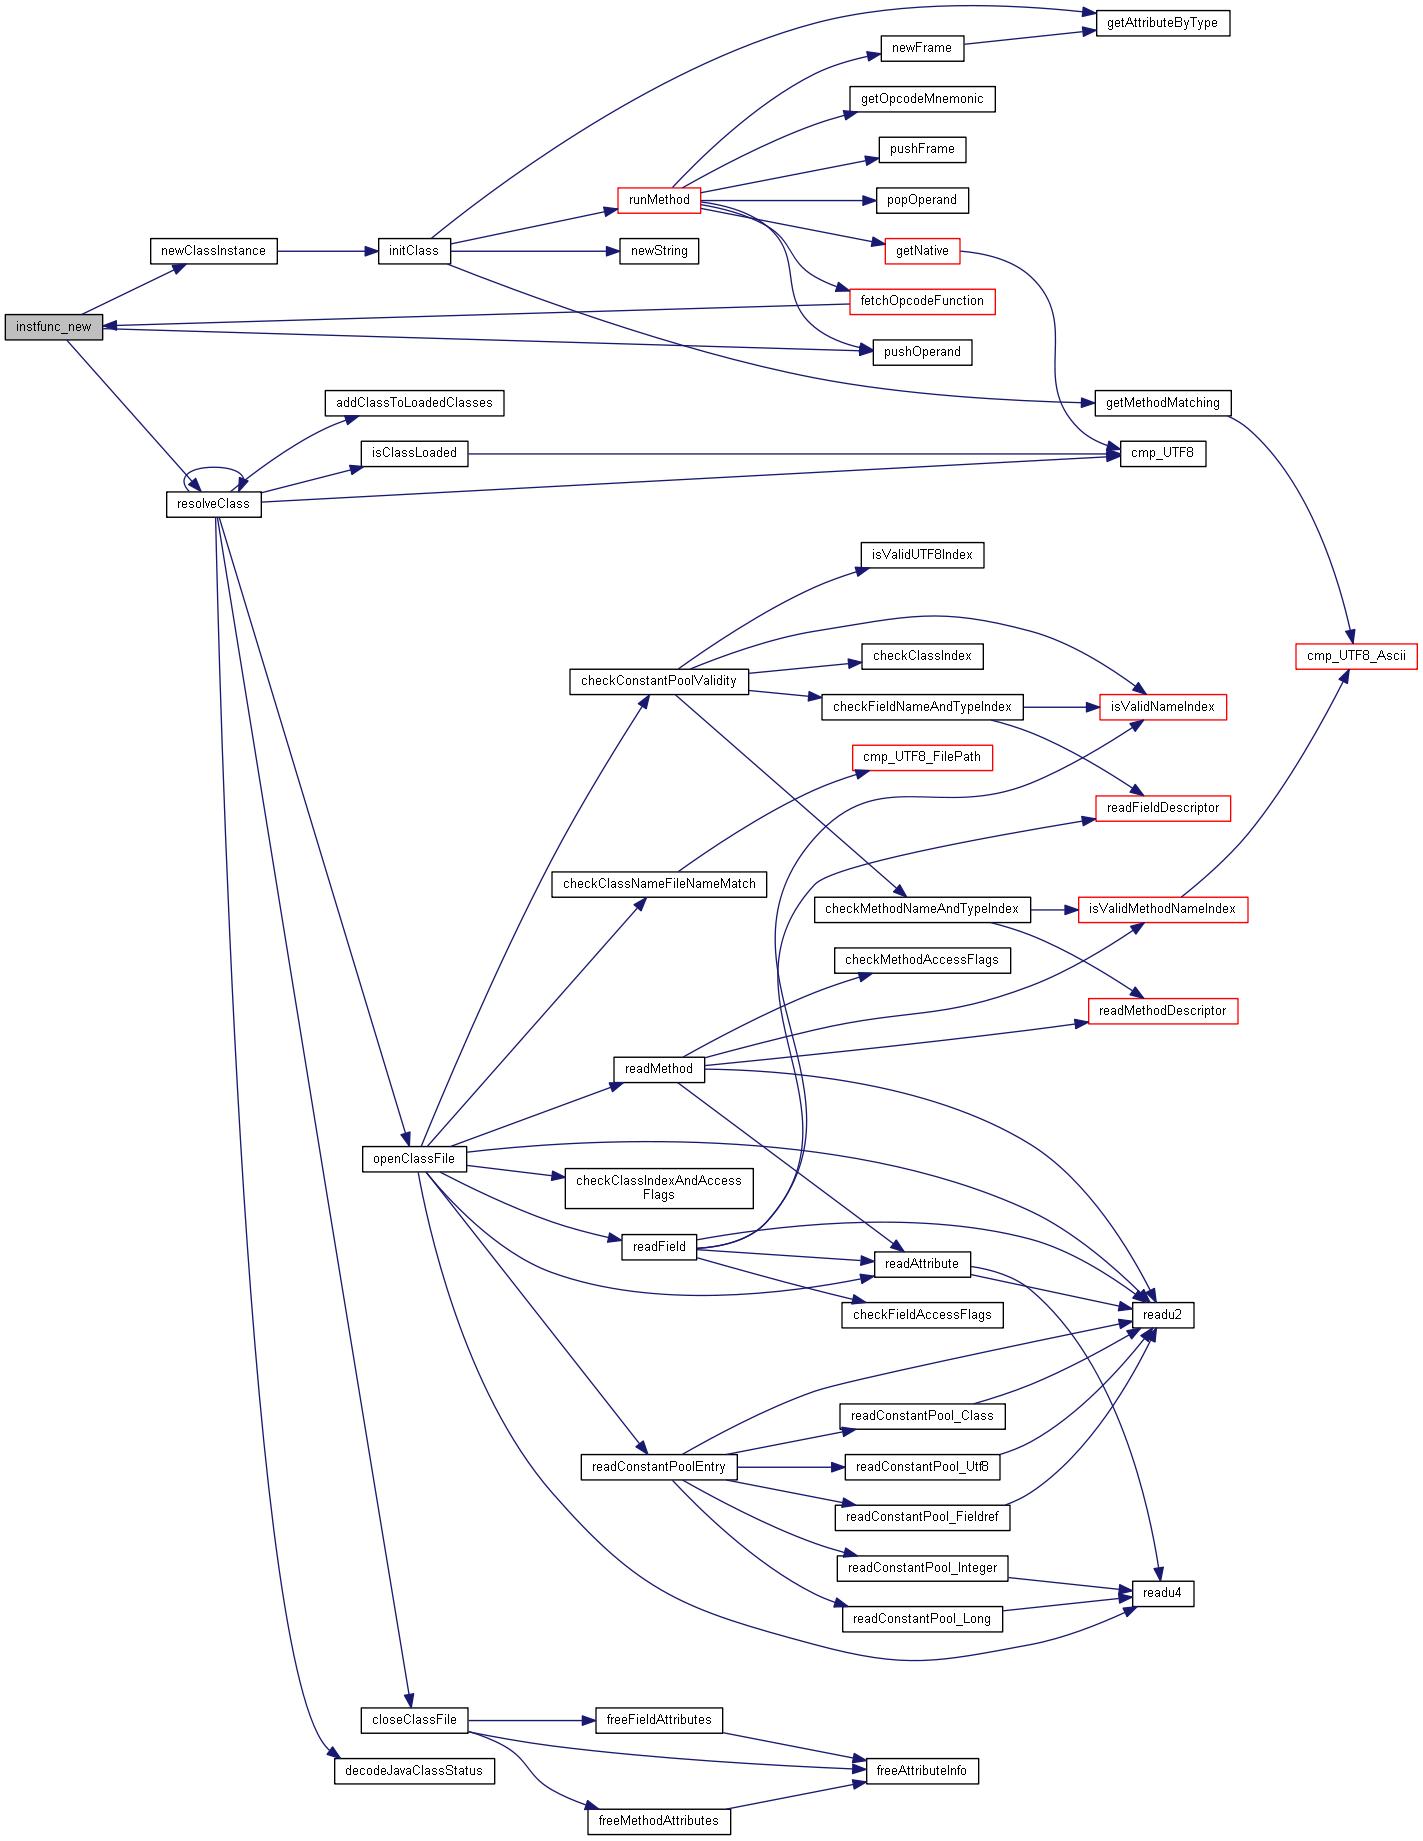 getAttributeByType
newFrame
getOpcodeMnemonic
pushFrame
runMethod
popOperand
newClassInstance
initClass
newString
getNative
fetchOpcodeFunction
instfunc_new
pushOperand
addClassToLoadedClasses
getMethodMatching
isClassLoaded
cmp_UTF8
resolveClass
isValidUTF8Index
checkClassIndex
cmp_UTF8_Ascii
checkConstantPoolValidity
checkFieldNameAndTypeIndex
isValidNameIndex
cmp_UTF8_FilePath
readFieldDescriptor
checkClassNameFileNameMatch
checkMethodNameAndTypeIndex
isValidMethodNameIndex
checkMethodAccessFlags
readMethodDescriptor
readMethod
openClassFile
checkClassIndexAndAccess
Flags
readField
readAttribute
checkFieldAccessFlags
readu2
readConstantPool_Class
readConstantPoolEntry
readConstantPool_Utf8
readConstantPool_Fieldref
readConstantPool_Integer
readu4
readConstantPool_Long
closeClassFile
freeFieldAttributes
decodeJavaClassStatus
freeAttributeInfo
freeMethodAttributes